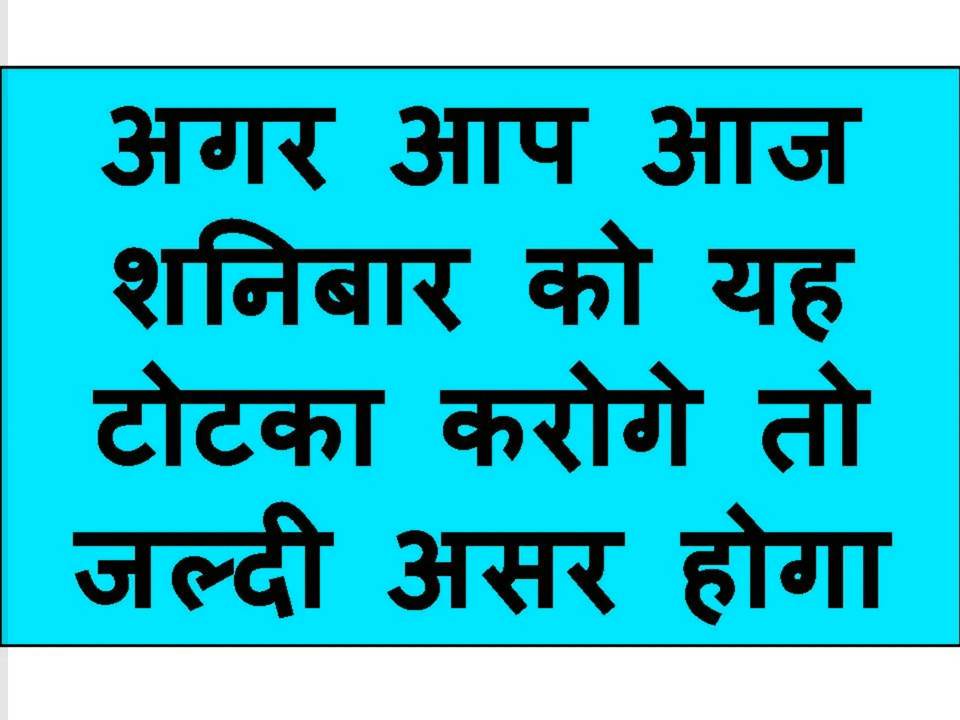 अगर आप आज
शनिबार को यह
टोटका करोगे तो
जल्दी असर होगा